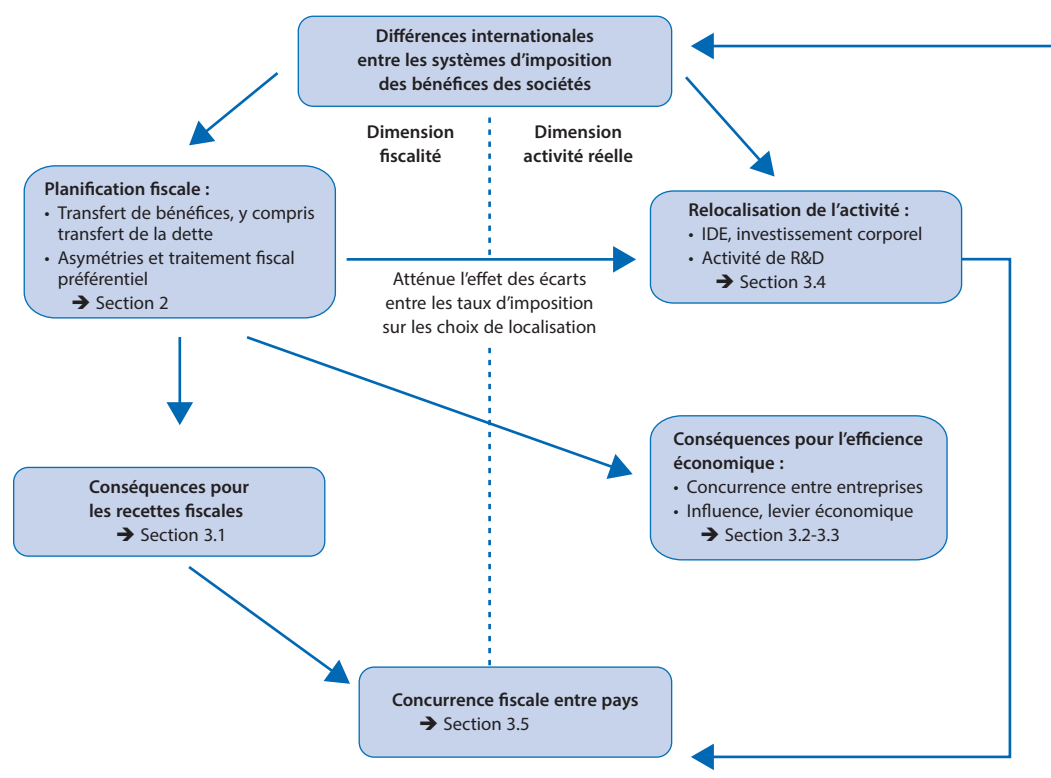 Différences internationales
entre les systèmes d’imposition
des bénéfices des sociétés
Dimension
fiscalité
Dimension
activité réelle
Planification fiscale :
• Transfert de bénéfices, y compris
transfert de la dette
• Asymétries et traitement fiscal
préférentiel
➔ Section 2
Atténue l’effet des écarts
entre les taux d’imposition
sur les choix de localisation
Relocalisation de l’activité :
• IDE, investissement corporel
• Activité de R&D
➔ Section 3.4
Conséquences pour
les recettes fiscales
➔ Section 3.1
Conséquences pour l’efficience
économique :
• Concurrence entre entreprises
• Influence, levier économique
➔ Section 3.2-3.3
Concurrence fiscale entre pays
➔ Section 3.5